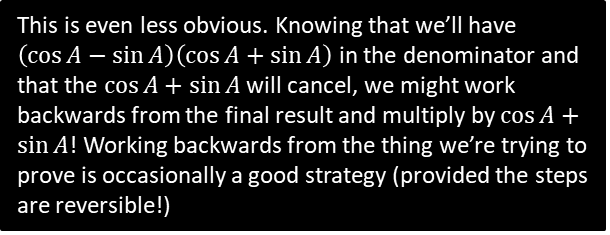 This is even less obvious. Knowing that we’ll have
(cos A − sin A)(cos A + sin A) in the denominator and
that the cos A + sin A will cancel, we might work
backwards from the final result and multiply by cos A +
sin A! Working backwards from the thing we’re trying to
prove is occasionally a good strategy (provided the steps
are reversible!)